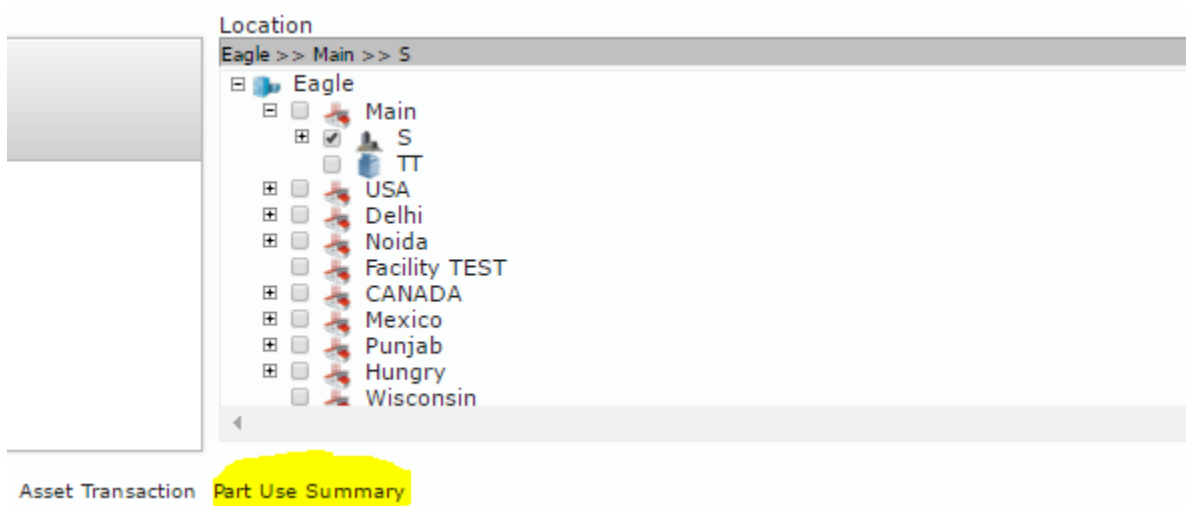 Location
Eagle >> Main >> S
Eagle
Main
S
TT
USA
Delhi
Noida
Facility TEST
CANADA
Mexico
Punjab
Hungry
Wisconsin
Asset Transaction Part Use Summary